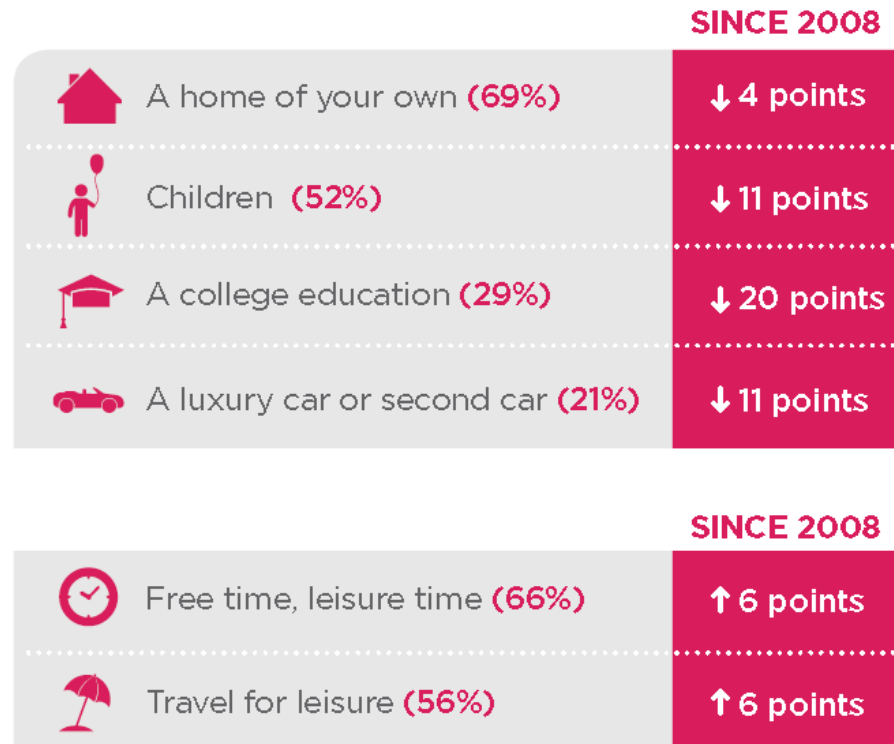 SINCE 2008
A home of your own (69%) ↓ 4 points
Children (52%) ↓ 11 points
A college education (29%) ↓ 20 points
A luxury car or second car (21%) ↓ 11 points
SINCE 2008
Free time, leisure time (66%) ↑ 6 points
Travel for leisure (56%) ↑ 6 points